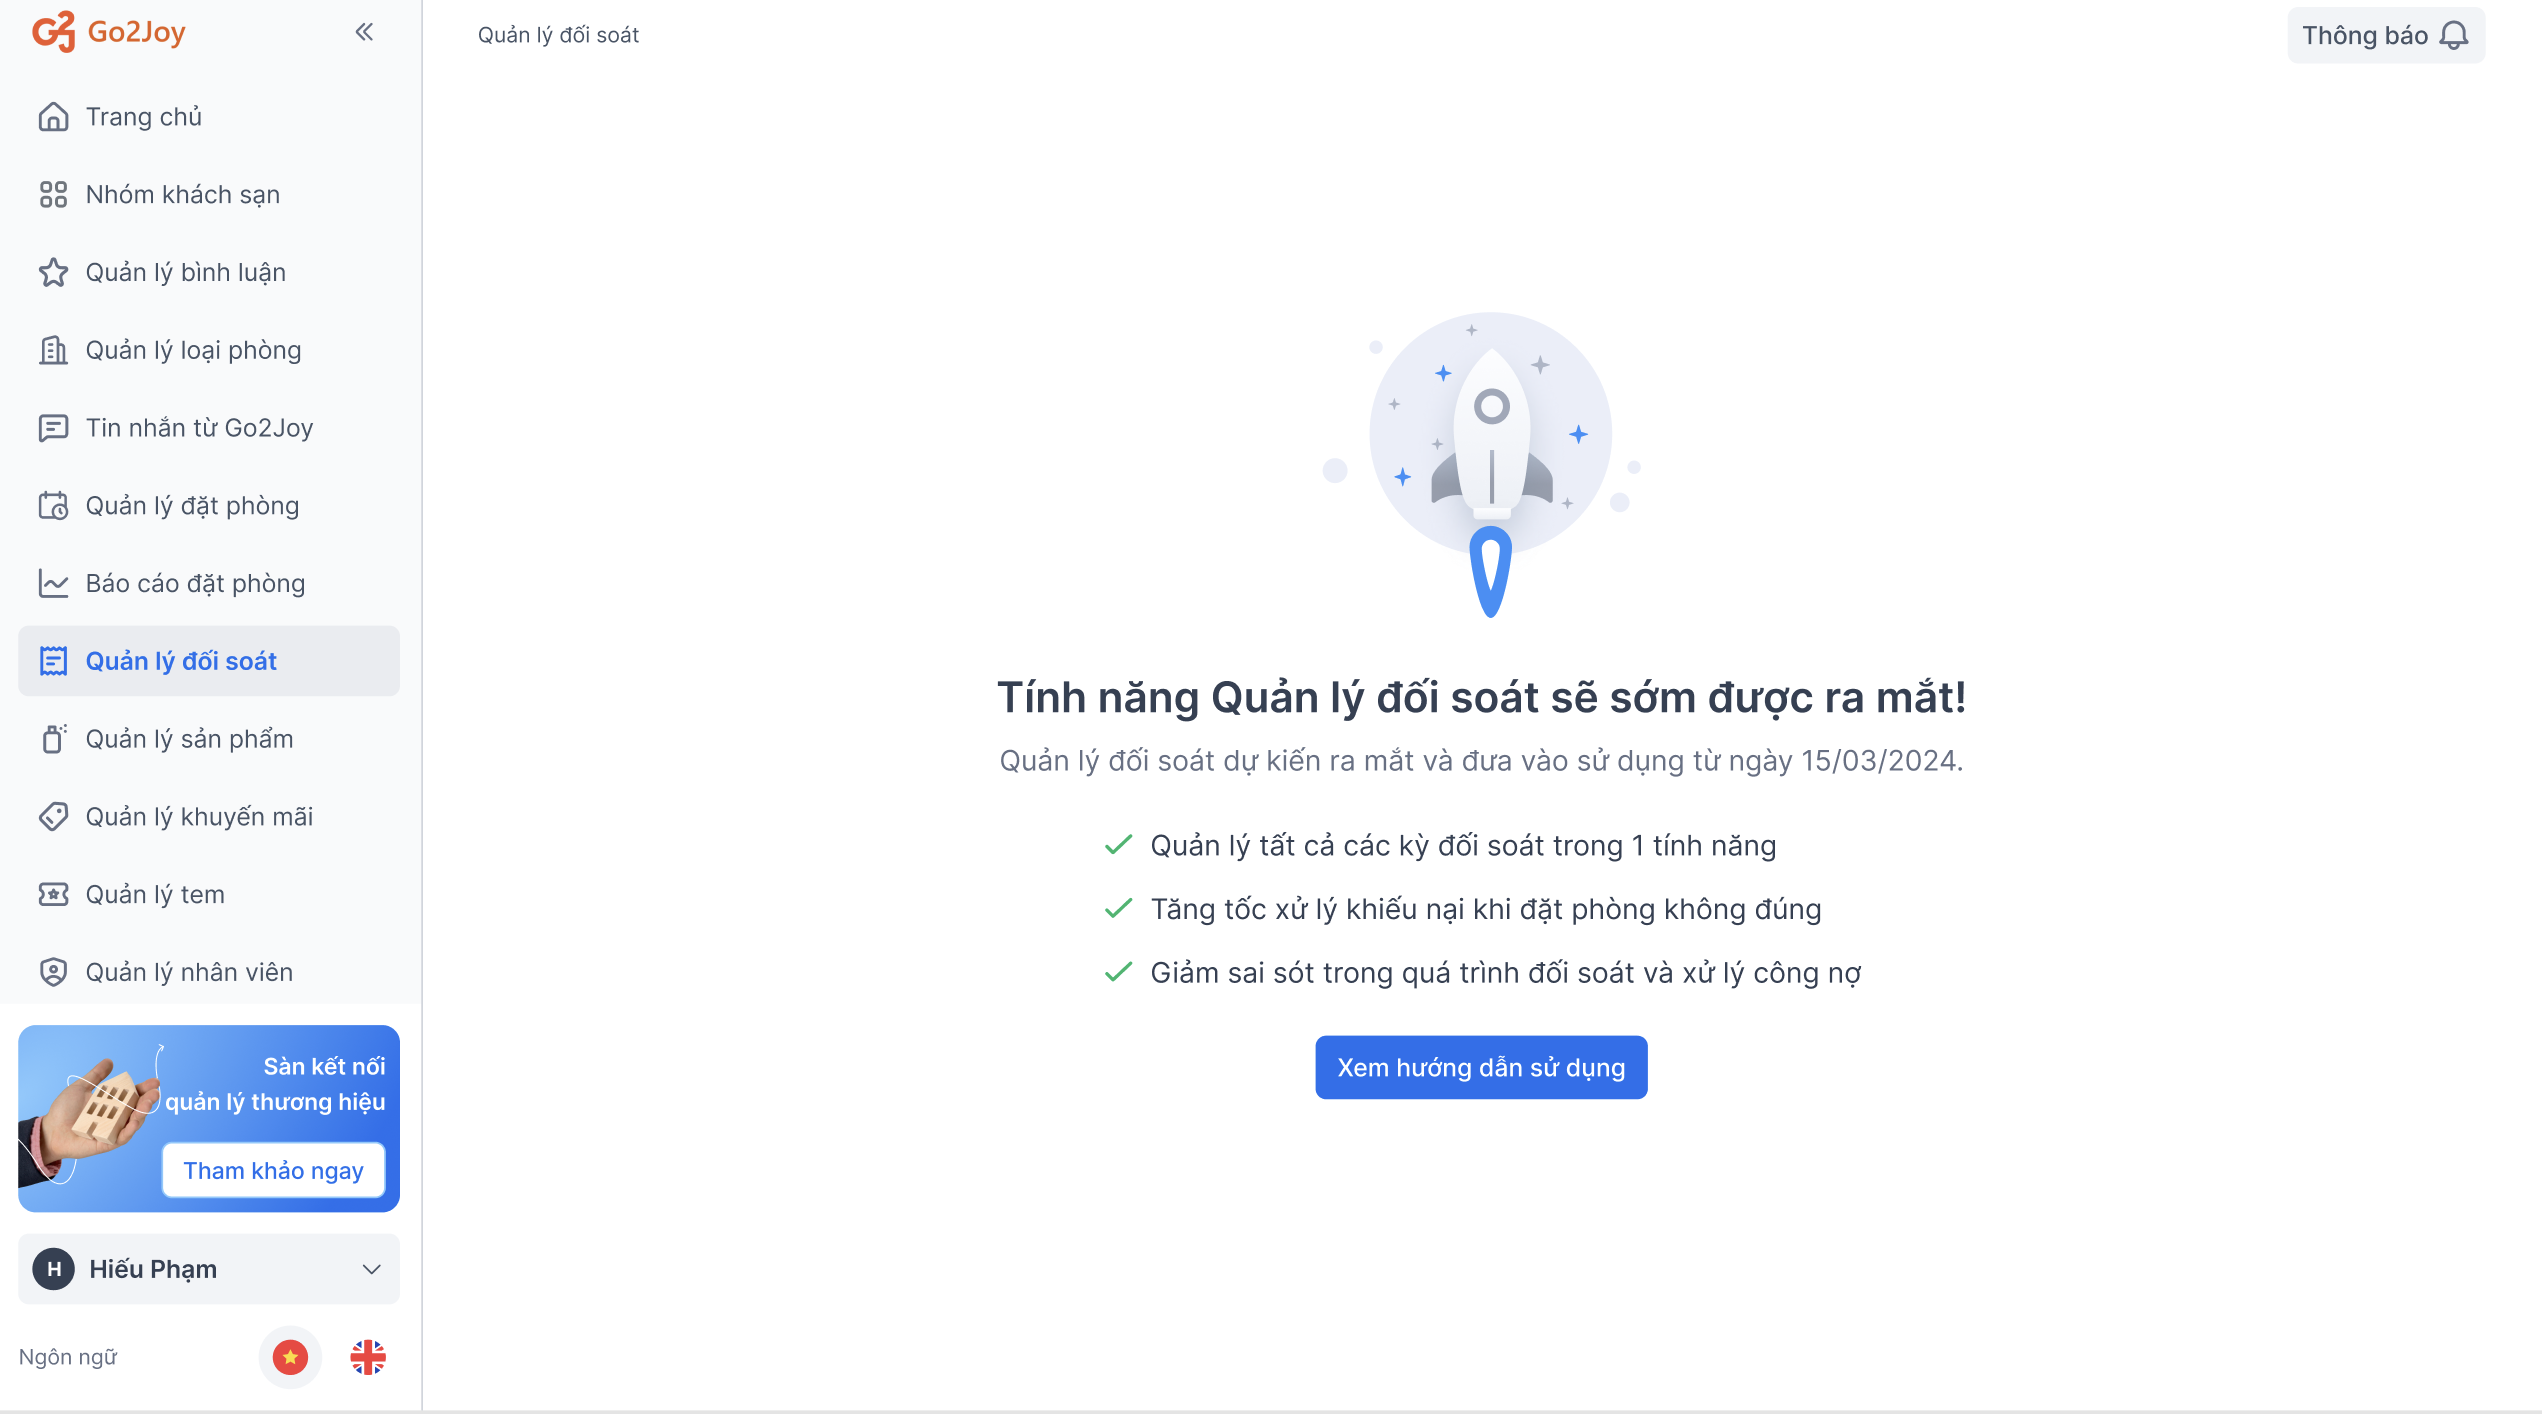 Go2Joy
Trang chủ
Nhóm khách sạn
Quản lý bình luận
Quản lý loại phòng
Tin nhắn từ Go2Joy
Quản lý đặt phòng
Báo cáo đặt phòng
Quản lý đối soát
Quản lý sản phẩm
Quản lý khuyến mãi
Quản lý tem
Quản lý nhân viên
Sàn kết nối
quản lý thương hiệu
Tham khảo ngay
H Hiếu Phạm
Ngôn ngữ
Quản lý đối soát
Thông báo
Tính năng Quản lý đối soát sẽ sớm được ra mắt!
Quản lý đối soát dự kiến ra mắt và đưa vào sử dụng từ ngày 15/03/2024.
Quản lý tất cả các kỳ đối soát trong 1 tính năng
Tăng tốc xử lý khiếu nại khi đặt phòng không đúng
Giảm sai sót trong quá trình đối soát và xử lý công nợ
Xem hướng dẫn sử dụng